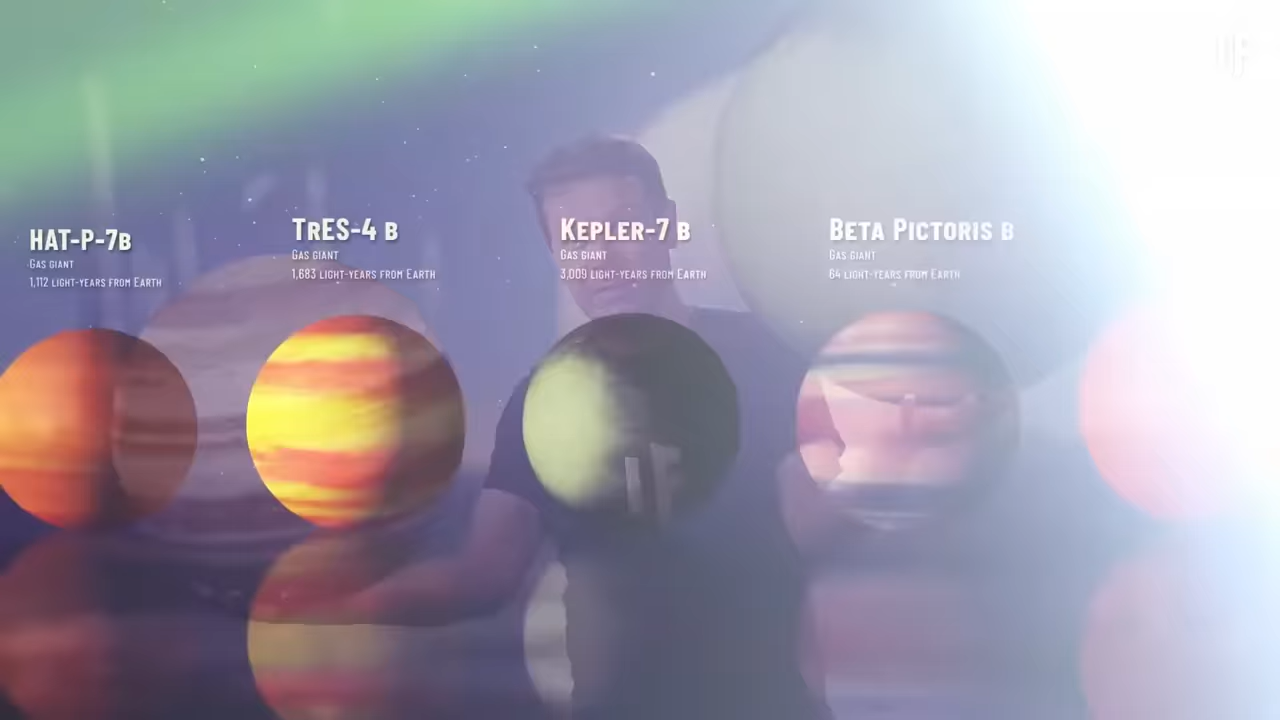 HAT-P-7b
Gas giant
1,112 light-years from Earth
TrES-4 b
Gas giant
1,683 light-years from Earth
Kepler-7 b
Gas giant
3,009 light-years from Earth
Beta Pictoris b
Gas giant
64 light-years from Earth